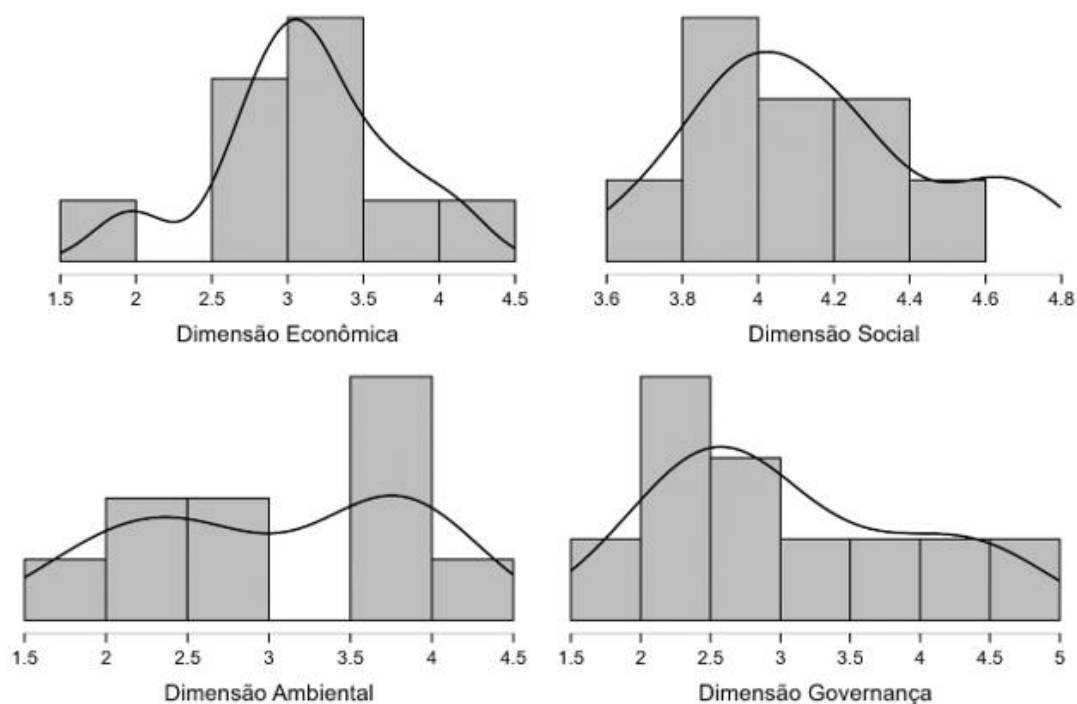 1.5 2 2.5 3 3.5 4 4.5
Dimensão Econômica
3.6 3.8 4 4.2 4.4 4.6 4.8
Dimensão Social
1.5 2 2.5 3 3.5 4 4.5
Dimensão Ambiental
1.5 2 2.5 3 3.5 4 4.5 5
Dimensão Governança